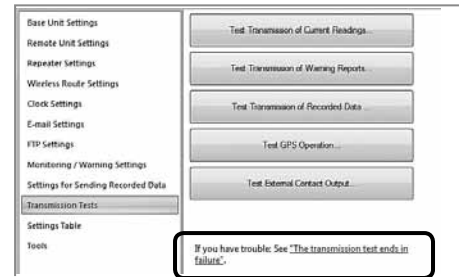 Base Unit Settings
Remote Unit Settings
Repeater Settings
Wireless Route Settings
Clock Settings
E-mail Settings
FTP Settings
Monitoring / Warning Settings
Settings for Sending Recorded Data
Transmission Tests
Settings Table
Tools
Test Transmission of Current Readings...
Test Transmission of Warning Reports...
Test Transmission of Recorded Data ...
Test GPS Operation...
Test External Contact Output...
If you have trouble: See "The transmission test ends in
failure".